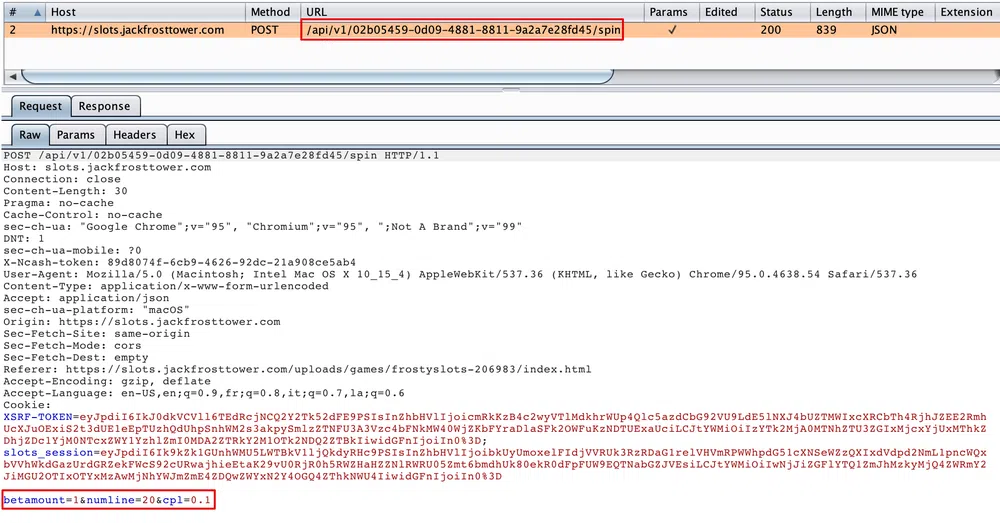 # Host Method URL Params Edited Status Length MIME type Extension
2 https://slots.jackfrosttower.com POST /api/v1/02b05459-0d09-4881-8811-9a2a7e28fd45/spin ✓ 200 839 JSON
Request Response
Raw Params Headers Hex
POST /api/v1/02b05459-0d09-4881-8811-9a2a7e28fd45/spin HTTP/1.1
Host: slots.jackfrosttower.com
Connection: close
Content-Length: 30
Pragma: no-cache
Cache-Control: no-cache
sec-ch-ua: "Google Chrome";v="95", "Chromium";v="95", ";Not A Brand";v="99"
DNT: 1
sec-ch-ua-mobile: ?0
X-Ncash-token: 89d8074f-6cb9-4626-92dc-21a908ce5ab4
User-Agent: Mozilla/5.0 (Macintosh; Intel Mac OS X 10_15_4) AppleWebKit/537.36 (KHTML, like Gecko) Chrome/95.0.4638.54 Safari/537.36
Content-Type: application/x-www-form-urlencoded
Accept: application/json
sec-ch-ua-platform: "macOS"
Origin: https://slots.jackfrosttower.com
Sec-Fetch-Site: same-origin
Sec-Fetch-Mode: cors
Sec-Fetch-Dest: empty
Referer: https://slots.jackfrosttower.com/uploads/games/frostyslots-206983/index.html
Accept-Encoding: gzip, deflate
Accept-Language: en-US,en;q=0.9,fr;q=0.8,it;q=0.7,la;q=0.6
Cookie:
XSRF-TOKEN=
slots_session=
betamount=1&numline=20&cpl=0.1